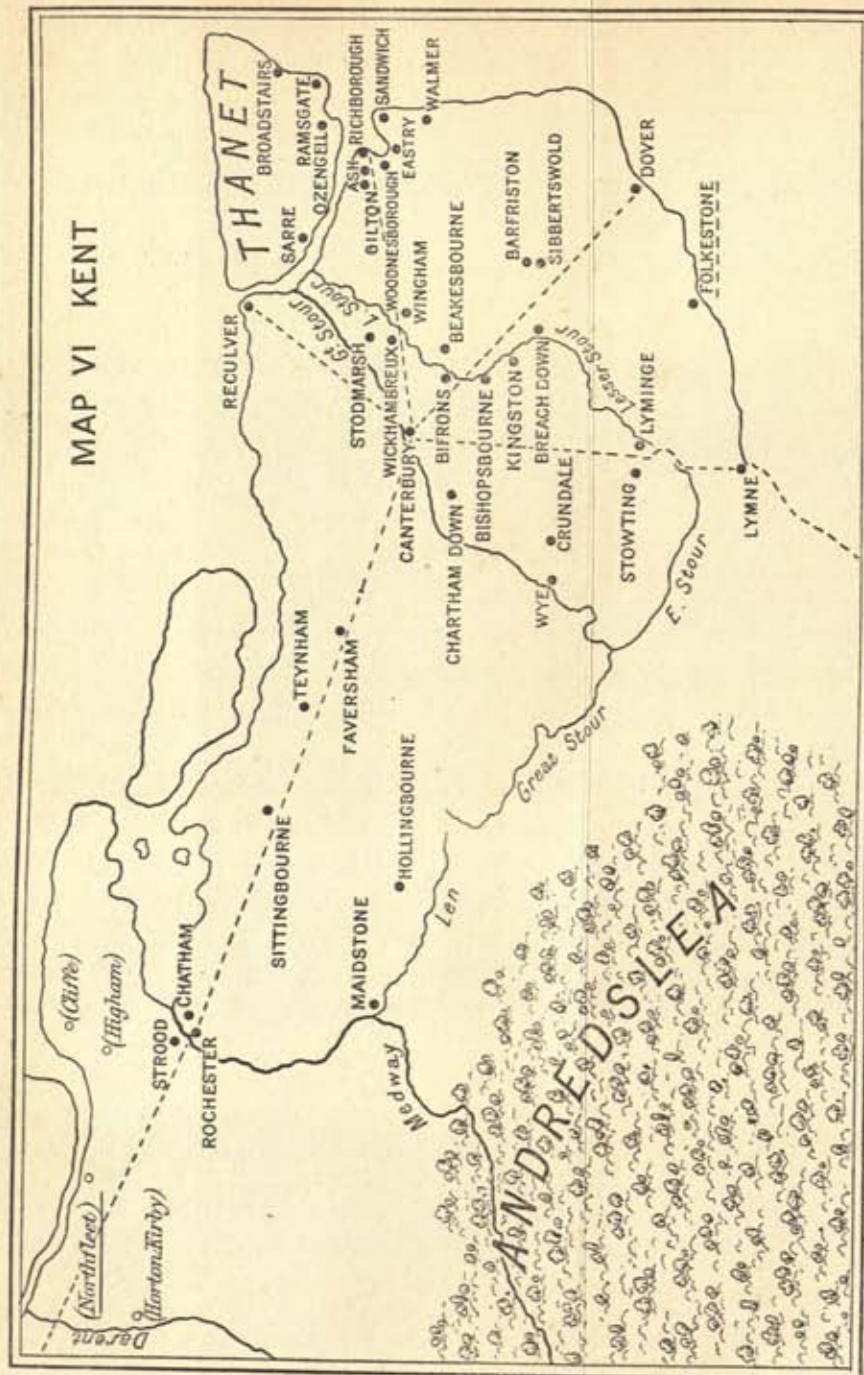 MAP VI KENT
THANET
BROADSTAIRS
RAMSGATE
OZENGELL
SARRE
RECULVER
Gt. Stour
L. Stour
RICHBOROUGH
ASH
SANDWICH
BILTON
WOODNESBOROUGH
EASTRY
WALMER
STODMARSH
WICKHAMBREUX
WINGHAM
CANTERBURY
BIFRONS
BEAKESBOURNE
BARFRISTON
SIBBERTSWOLD
DOVER
CHARTHAM DOWN
BISHOPSBOURNE
KINGSTON
BREACH DOWN
Lesser Stour
FOLKESTONE
WYE
CRUNDALE
STOWTING
LYMINGE
LYMNE
E. Stour
Great Stour
TEYNHAM
FAVERSHAM
SITTINGBOURNE
HOLLINGBOURNE
MAIDSTONE
Len
Medway
(Cliffe)
(Higham)
CHATHAM
STROOD
ROCHESTER
(Northfleet)
(Horton Kirby)
Darent
ANDREDSLEA